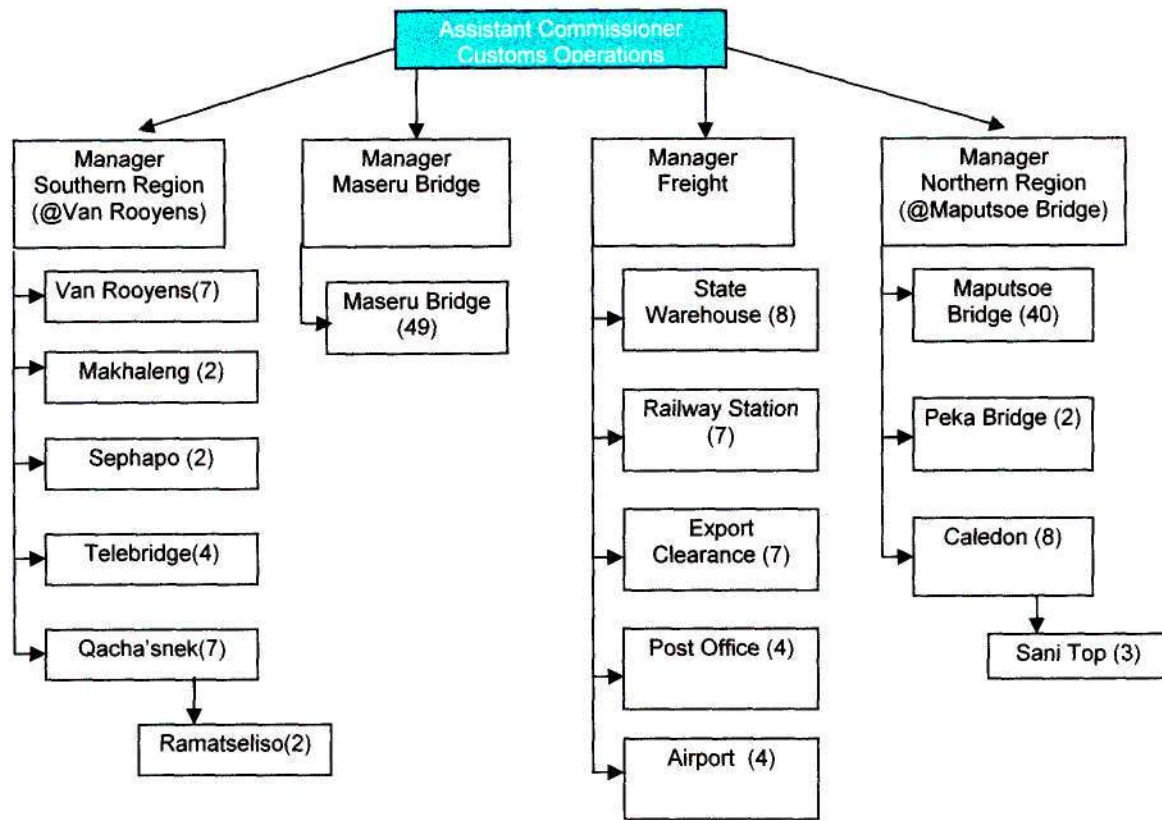 Assistant Commissioner
Customs Operations
Manager
Southern Region
(@Van Rooyens)
Manager
Maseru Bridge
Manager
Freight
Manager
Northern Region
(@Maputsoe Bridge)
Van Rooyens(7)
Makhaleng (2)
Sephapo (2)
Telebridge(4)
Qacha'snek(7)
Ramatseliso(2)
Maseru Bridge
(49)
State
Warehouse (8)
Railway Station
(7)
Export
Clearance (7)
Post Office (4)
Airport (4)
Maputsoe
Bridge (40)
Peka Bridge (2)
Caledon (8)
Sani Top (3)